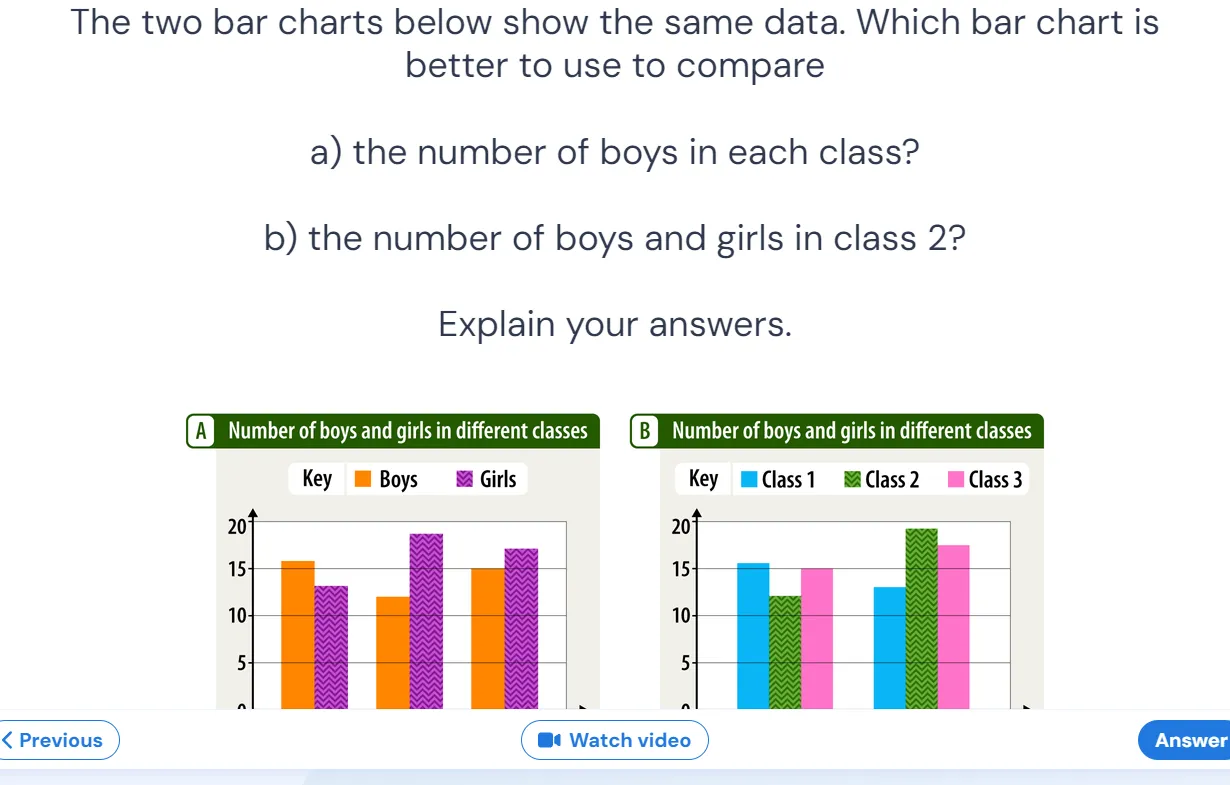 The two bar charts below show the same data. Which bar chart is
better to use to compare
a) the number of boys in each class?
b) the number of boys and girls in class 2?
Explain your answers.
A Number of boys and girls in different classes
Key Boys Girls
20
15
10
5
0
B Number of boys and girls in different classes
Key Class 1 Class 2 Class 3
20
15
10
5
0
Previous
Watch video
Answer